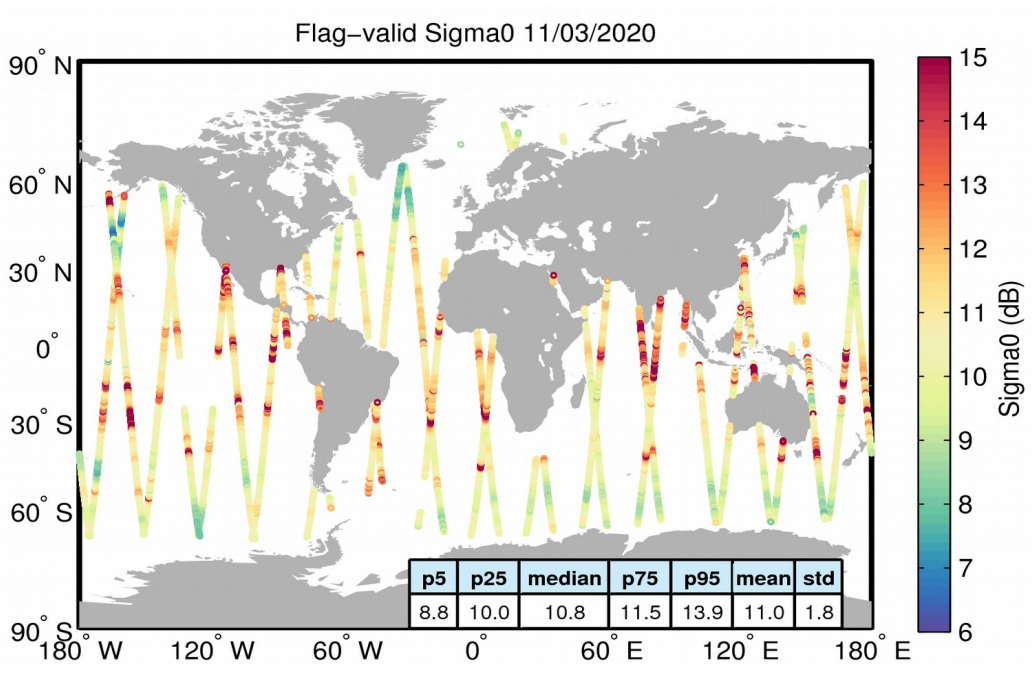 Flag−valid Sigma0 11/03/2020
90° N
60° N
30° N
0°
30° S
60° S
90° S
180° W
120° W
60° W
0°
60° E
120° E
180° E
p5 p25 median p75 p95 mean std
8.8 10.0 10.8 11.5 13.9 11.0 1.8
15
14
13
12
11
10
9
8
7
6
Sigma0 (dB)